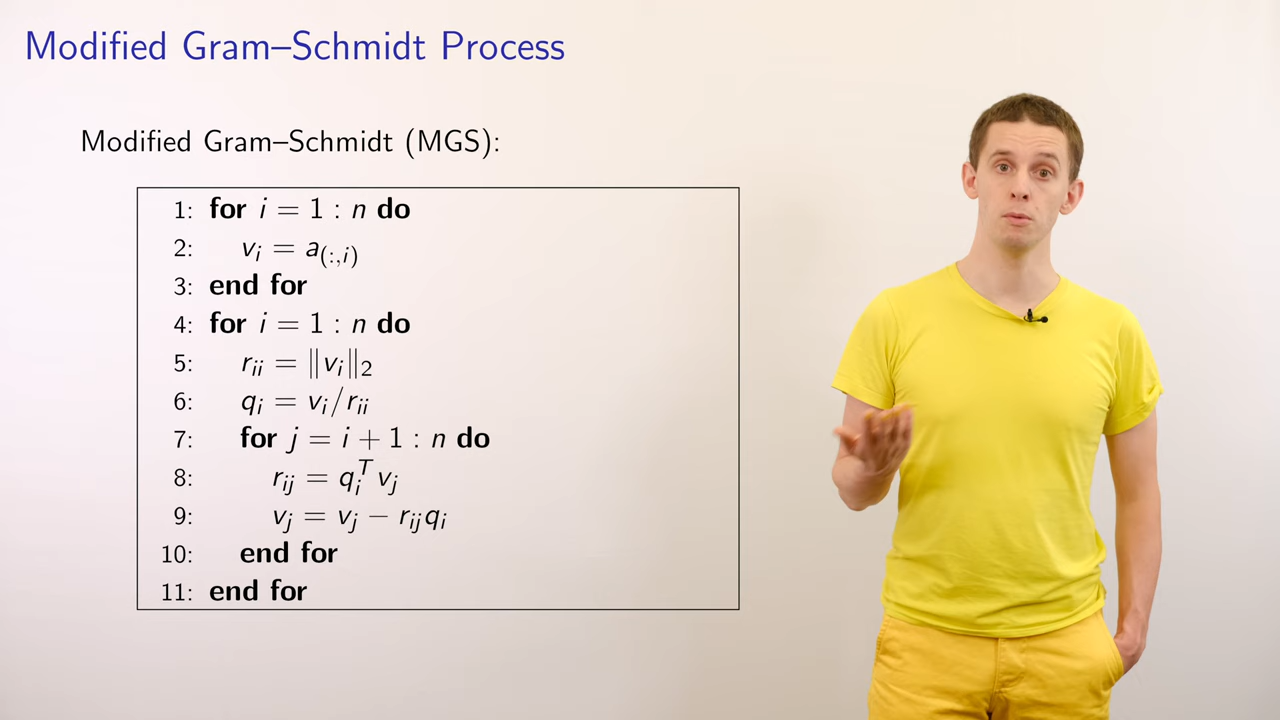 Modified Gram–Schmidt Process
Modified Gram–Schmidt (MGS):
1: for i = 1 : n do
2: v_i = a_(:,i)
3: end for
4: for i = 1 : n do
5: r_ii = ‖v_i‖_2
6: q_i = v_i/r_ii
7: for j = i + 1 : n do
8: r_ij = q_i^T v_j
9: v_j = v_j − r_ij q_i
10: end for
11: end for